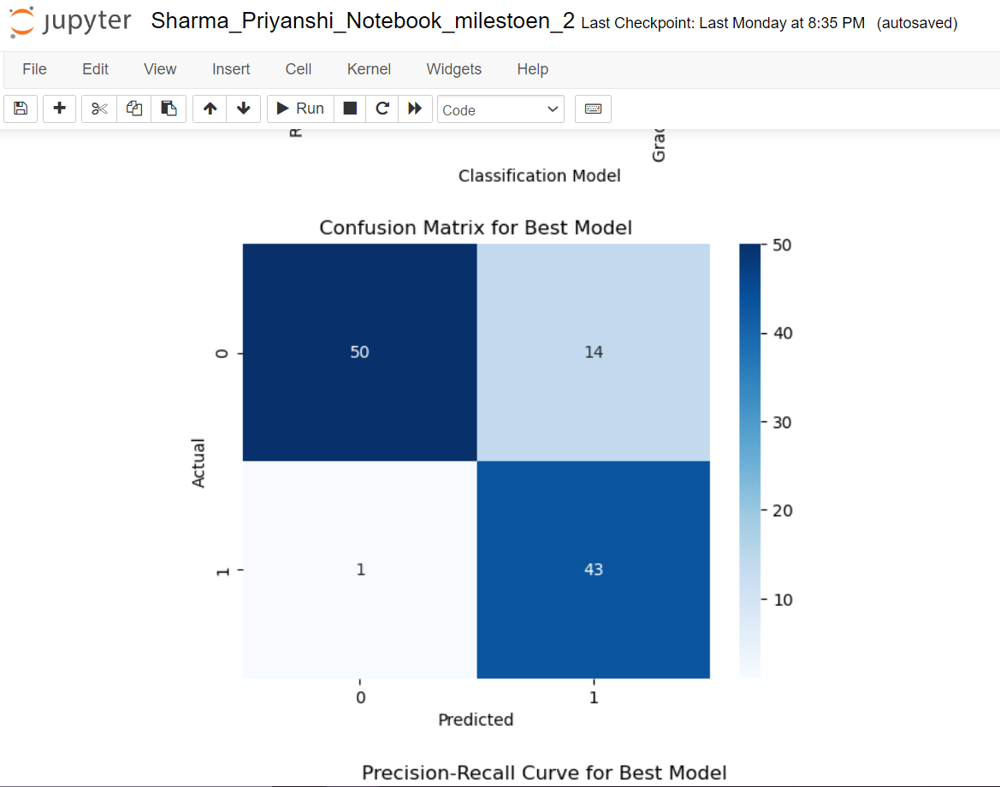 jupyter Sharma_Priyanshi_Notebook_milestoen_2 Last Checkpoint: Last Monday at 8:35 PM (autosaved)
File Edit View Insert Cell Kernel Widgets Help
Run Code
Classification Model
Confusion Matrix for Best Model
50
50 14
0
40
30
Actual
20
1 43
1
10
0 1
Predicted
Precision-Recall Curve for Best Model